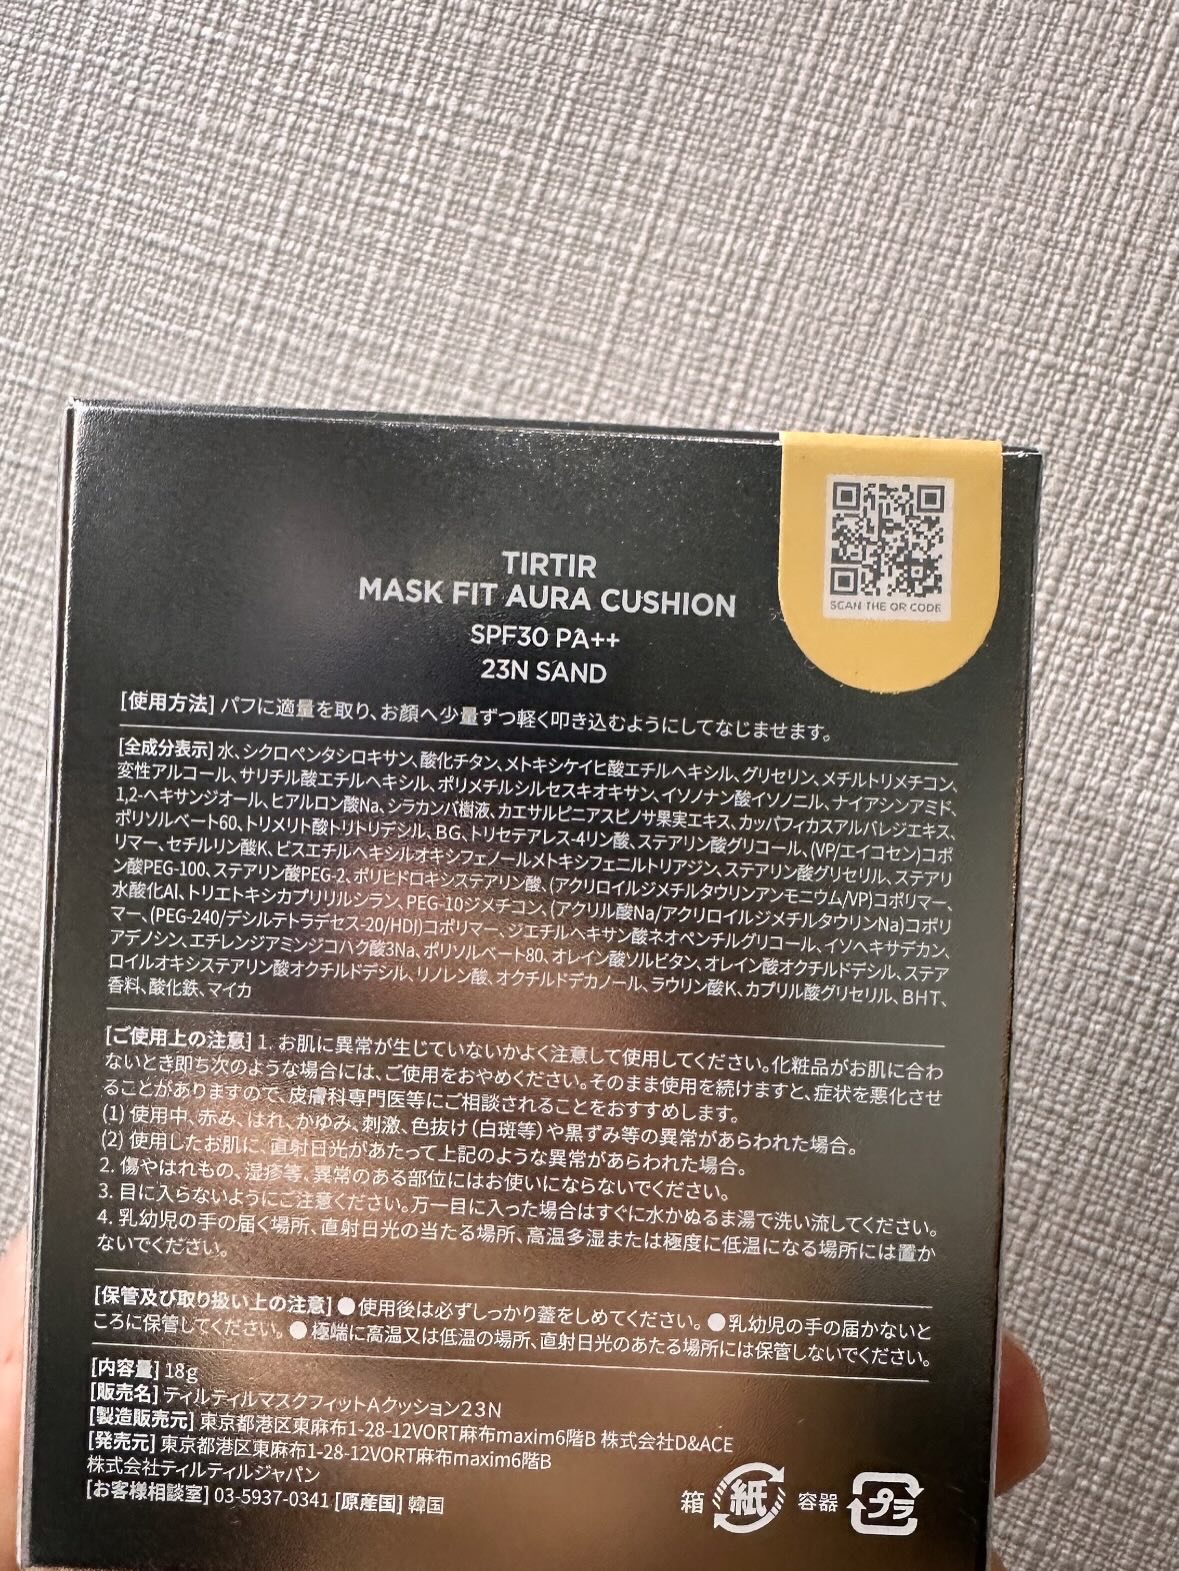 SCAN THE QR CODE
TIRTIR
MASK FIT AURA CUSHION
SPF30 PA++
23N SAND
[使用方法] パフに適量を取り、お顔へ少量ずつ軽く叩き込むようにしてなじませます。
[全成分表示] 水、シクロペンタシロキサン、酸化チタン、メトキシケイヒ酸エチルヘキシル、グリセリン、メチルトリメチコン、
変性アルコール、サリチル酸エチルヘキシル、ポリメチルシルセスキオキサン、イソノナン酸イソノニル、ナイアシンアミド、
1,2-ヘキサンジオール、ヒアルロン酸Na、シラカンバ樹液、カエサルピニアスピノサ果実エキス、カッパフィカスアルバレジエキス、
ポリソルベート60、トリメリト酸トリトリデシル、BG、トリセテアレス-4リン酸、ステアリン酸グリコール、(VP/エイコセン)コポ
リマー、セチルリン酸K、ビスエチルヘキシルオキシフェノールメトキシフェニルトリアジン、ステアリン酸グリセリル、ステアリ
ン酸PEG-100、ステアリン酸PEG-2、ポリヒドロキシステアリン酸、(アクリロイルジメチルタウリンアンモニウム/VP)コポリマー、
水酸化Al、トリエトキシカプリリルシラン、PEG-10ジメチコン、(アクリル酸Na/アクリロイルジメチルタウリンNa)コポリ
マー、(PEG-240/デシルテトラデセス-20/HDI)コポリマー、ジエチルヘキサン酸ネオペンチルグリコール、イソヘキサデカン、
アデノシン、エチレンジアミンジコハク酸3Na、ポリソルベート80、オレイン酸ソルビタン、オレイン酸オクチルドデシル、ステア
ロイルオキシステアリン酸オクチルドデシル、リノレン酸、オクチルドデカノール、ラウリン酸K、カプリル酸グリセリル、BHT、
香料、酸化鉄、マイカ
[ご使用上の注意] 1. お肌に異常が生じていないかよく注意して使用してください。化粧品がお肌に合わ
ないとき即ち次のような場合には、ご使用をおやめください。そのまま使用を続けますと、症状を悪化させ
ることがありますので、皮膚科専門医等にご相談されることをおすすめします。
(1) 使用中、赤み、はれ、かゆみ、刺激、色抜け(白斑等)や黒ずみ等の異常があらわれた場合。
(2) 使用したお肌に、直射日光があたって上記のような異常があらわれた場合。
2. 傷やはれもの、湿疹等、異常のある部位にはお使いにならないでください。
3. 目に入らないようにご注意ください。万一目に入った場合はすぐに水かぬるま湯で洗い流してください。
4. 乳幼児の手の届く場所、直射日光の当たる場所、高温多湿または極度に低温になる場所には置か
ないでください。
[保管及び取り扱い上の注意] ●使用後は必ずしっかり蓋をしめてください。●乳幼児の手の届かないと
ころに保管してください。●極端に高温又は低温の場所、直射日光のあたる場所には保管しないでください。
[内容量] 18g
[販売名] ティルティルマスクフィットAクッション23N
[製造販売元] 東京都港区東麻布1-28-12VORT麻布maxim6階B 株式会社D&ACE
[発売元] 東京都港区東麻布1-28-12VORT麻布maxim6階B
株式会社ティルティルジャパン
[お客様相談室] 03-5937-0341 [原産国] 韓国
箱 紙 容器 プラ